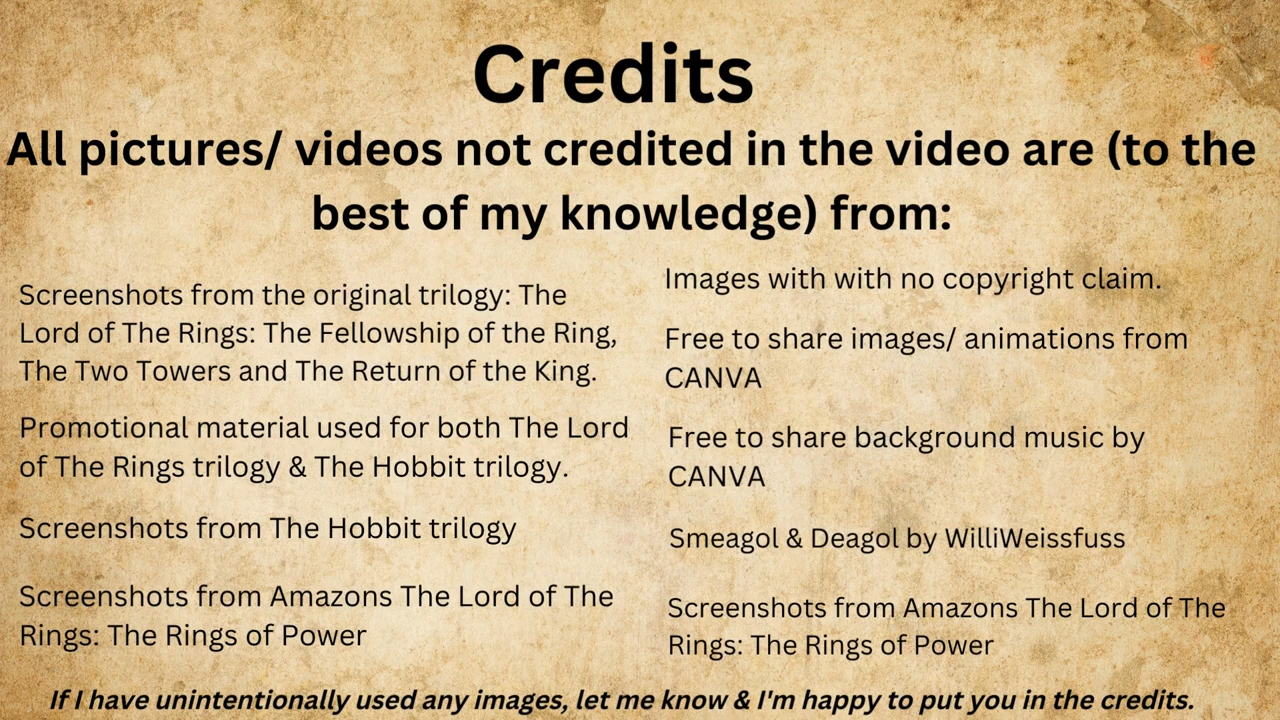 Credits
All pictures/ videos not credited in the video are (to the
best of my knowledge) from:
Screenshots from the original trilogy: The
Lord of The Rings: The Fellowship of the Ring,
The Two Towers and The Return of the King.
Promotional material used for both The Lord
of The Rings trilogy & The Hobbit trilogy.
Screenshots from The Hobbit trilogy
Screenshots from Amazons The Lord of The
Rings: The Rings of Power
Images with with no copyright claim.
Free to share images/ animations from
CANVA
Free to share background music by
CANVA
Smeagol & Deagol by WilliWeissfuss
Screenshots from Amazons The Lord of The
Rings: The Rings of Power
If I have unintentionally used any images, let me know & I'm happy to put you in the credits.